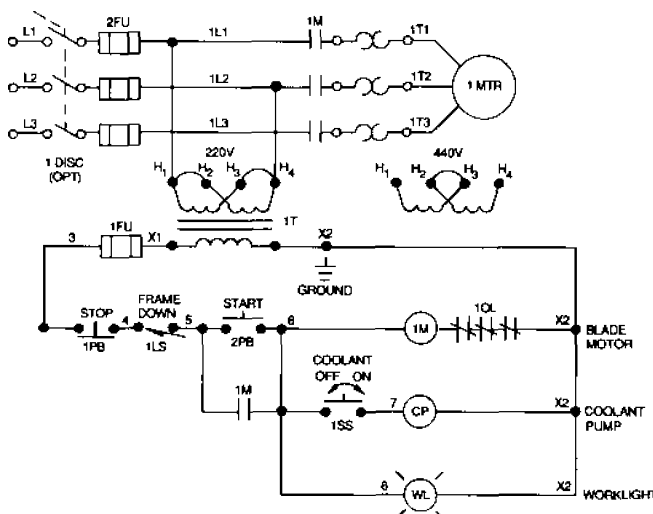 2FU 1L1 1M 1T1
L1
L2 1L2 1T2 1 MTR
L3 1L3 1T3
1 DISC
(OPT)
220V 440V
H1 H2 H3 H4 H1 H2 H3 H4
1T
3 1FU X1 X2
GROUND
STOP FRAME DOWN START 1OL
4 5 6 1M X2 BLADE MOTOR
1PB 1LS 2PB
COOLANT
OFF ON
1M 7 CP X2 COOLANT PUMP
1SS
WL X2 WORKLIGHT